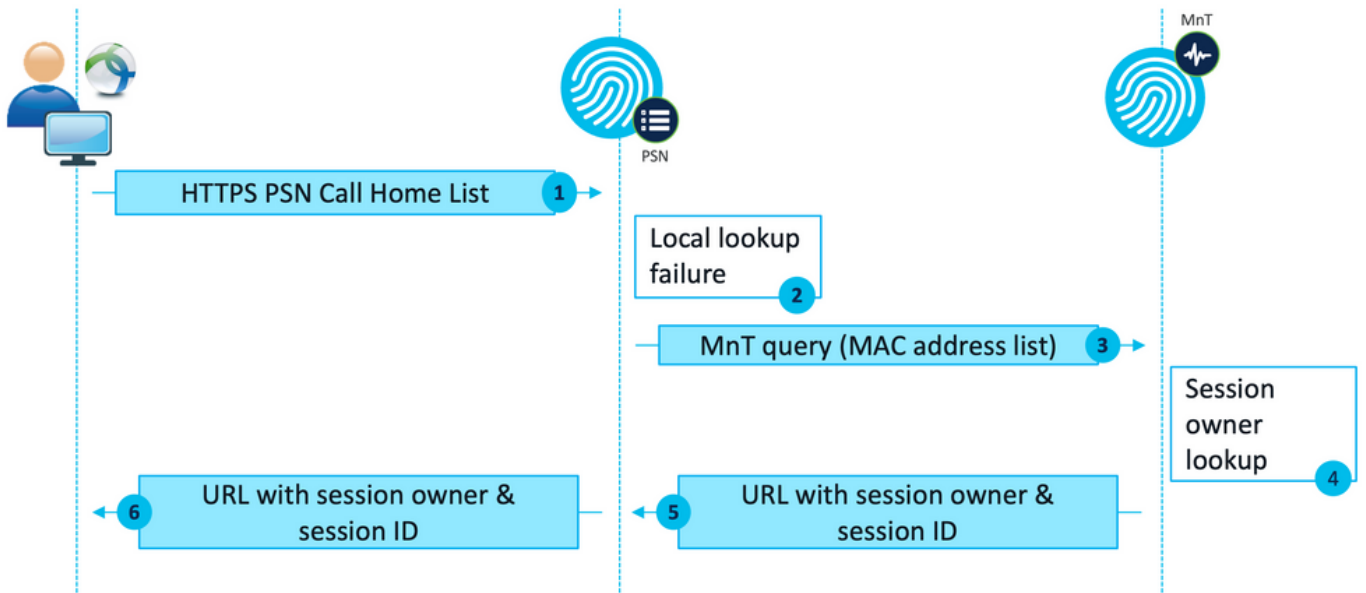 MnT
PSN
HTTPS PSN Call Home List
1
Local lookup
failure
2
MnT query (MAC address list)
3
Session
owner
lookup
4
URL with session owner &
session ID
6
URL with session owner &
session ID
5